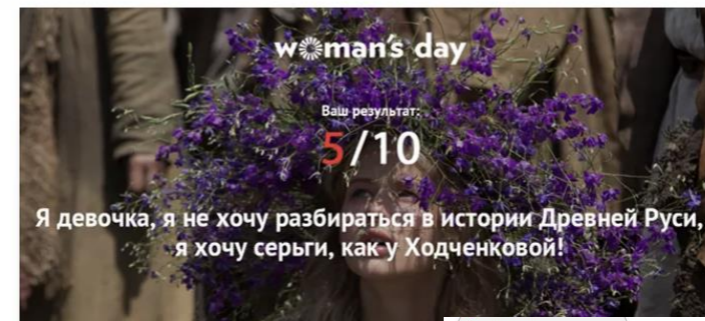 woman's day
Ваш результат:
5/10
Я девочка, я не хочу разбираться в истории Древней Руси,
я хочу серьги, как у Ходченковой!